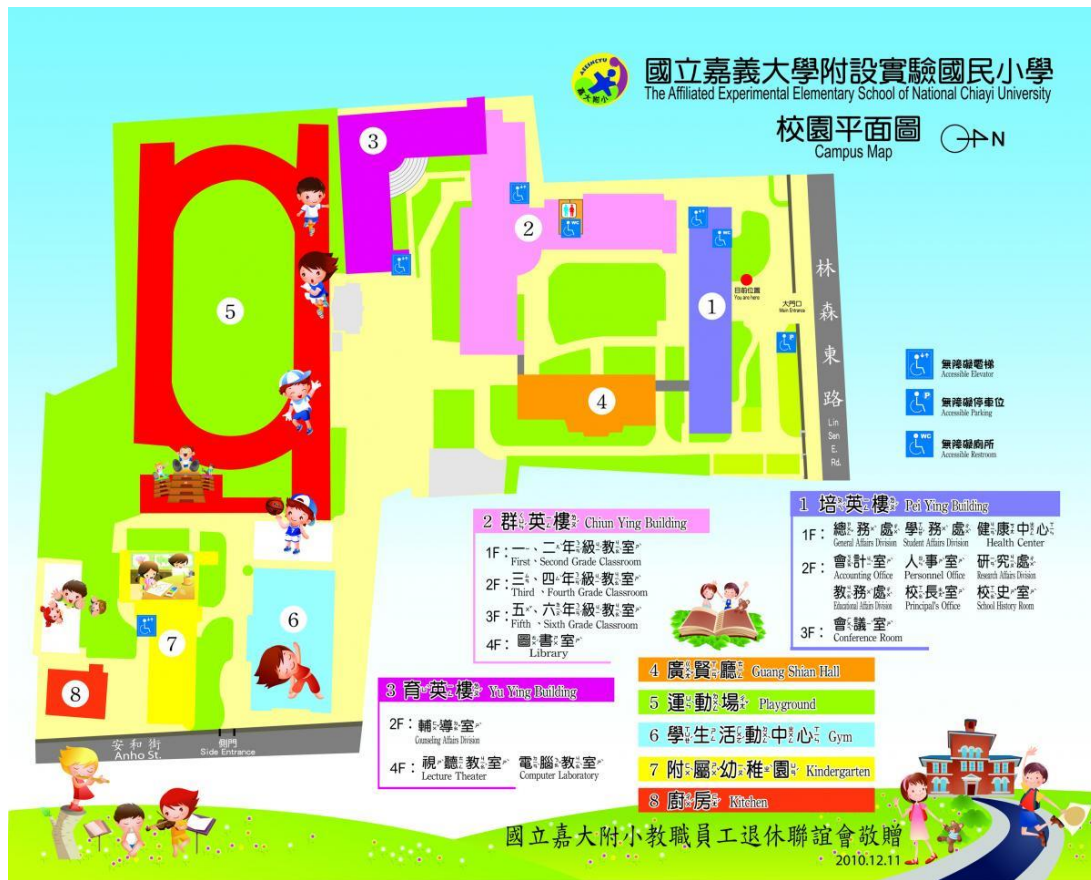 AEESNCYU
嘉大附小
國立嘉義大學附設實驗國民小學
The Affiliated Experimental Elementary School of National Chiayi University
校園平面圖
Campus Map
N
3
2
WC
WC
1
5
4
目前位置
You are here
大門口
Main Entrance
P
林森東路
Lin Sen E. Rd.
無障礙電梯
Accessible Elevator
P
無障礙停車位
Accessible Parking
WC
無障礙廁所
Accessible Restroom
6
7
8
安和街
Anho St.
側門
Side Entrance
1 培英樓 Pei Ying Building
1F：總務處 學務處 健康中心
General Affairs Division Student Affairs Division Health Center
2F：會計室 人事室 研究處
Accounting Office Personnel Office Research Affairs Division
教務處 校長室 校史室
Educational Affairs Division Principal's Office School History Room
3F：會議室
Conference Room
2 群英樓 Chiun Ying Building
1F：一、二年級教室
First、Second Grade Classroom
2F：三、四年級教室
Third、Fourth Grade Classroom
3F：五、六年級教室
Fifth、Sixth Grade Classroom
4F：圖書室
Library
3 育英樓 Yu Ying Building
2F：輔導室
Counseling Affairs Division
4F：視聽教室 電腦教室
Lecture Theater Computer Laboratory
4 廣賢廳 Guang Shian Hall
5 運動場 Playground
6 學生活動中心 Gym
7 附屬幼稚園 Kindergarten
8 廚房 Kitchen
國立嘉大附小教職員工退休聯誼會敬贈
2010.12.11